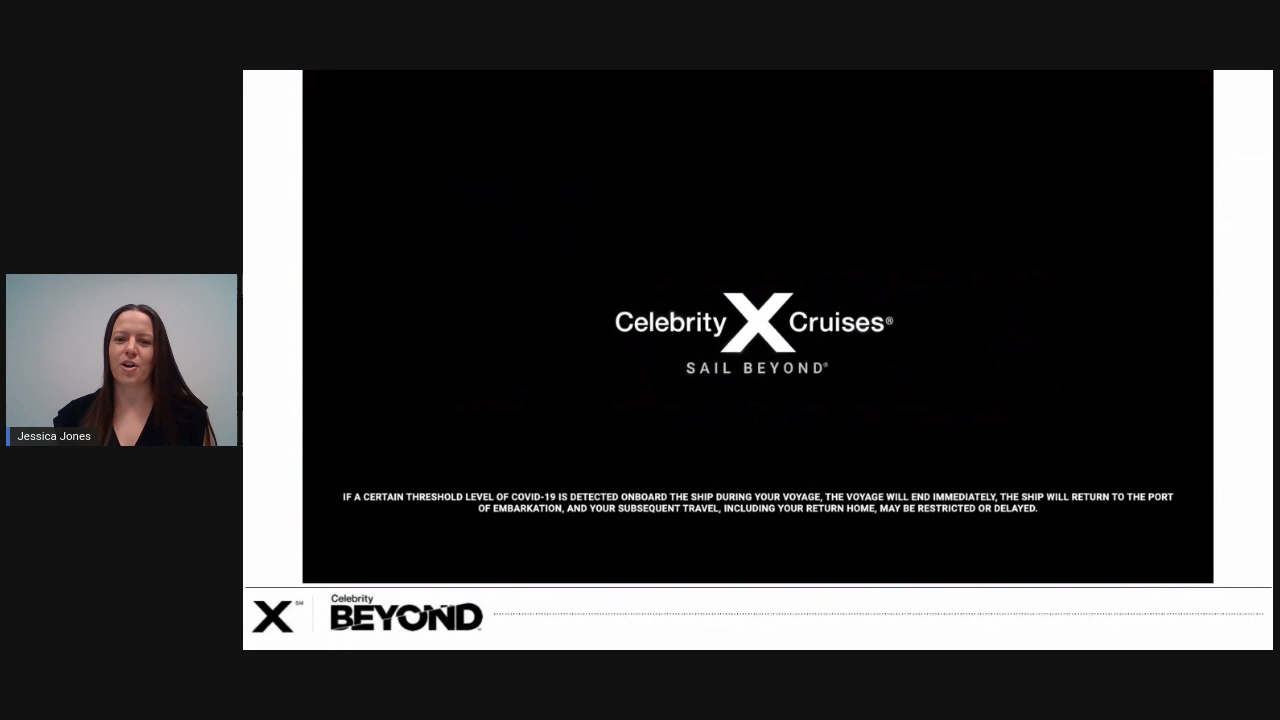 Celebrity X Cruises®
SAIL BEYOND®
IF A CERTAIN THRESHOLD LEVEL OF COVID-19 IS DETECTED ONBOARD THE SHIP DURING YOUR VOYAGE, THE VOYAGE WILL END IMMEDIATELY, THE SHIP WILL RETURN TO THE PORT
OF EMBARKATION, AND YOUR SUBSEQUENT TRAVEL, INCLUDING YOUR RETURN HOME, MAY BE RESTRICTED OR DELAYED.
Jessica Jones
X SM
Celebrity
BEYOND